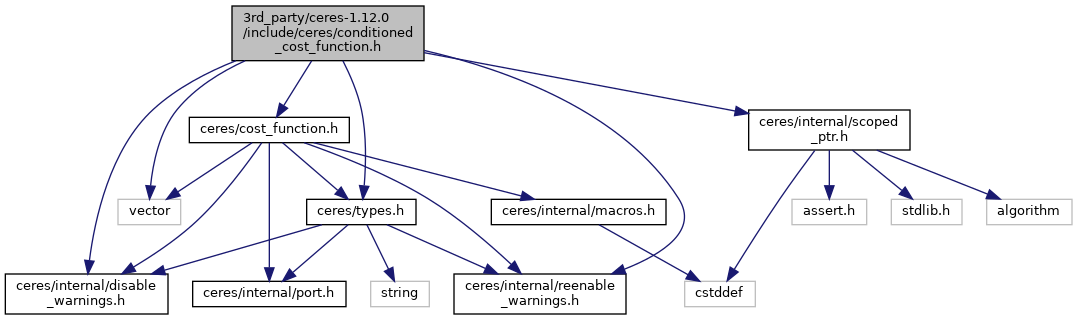 3rd_party/ceres-1.12.0
/include/ceres/conditioned
_cost_function.h
ceres/internal/scoped
_ptr.h
ceres/cost_function.h
vector
ceres/types.h
ceres/internal/macros.h
assert.h
stdlib.h
algorithm
ceres/internal/disable
_warnings.h
ceres/internal/port.h
string
ceres/internal/reenable
_warnings.h
cstddef